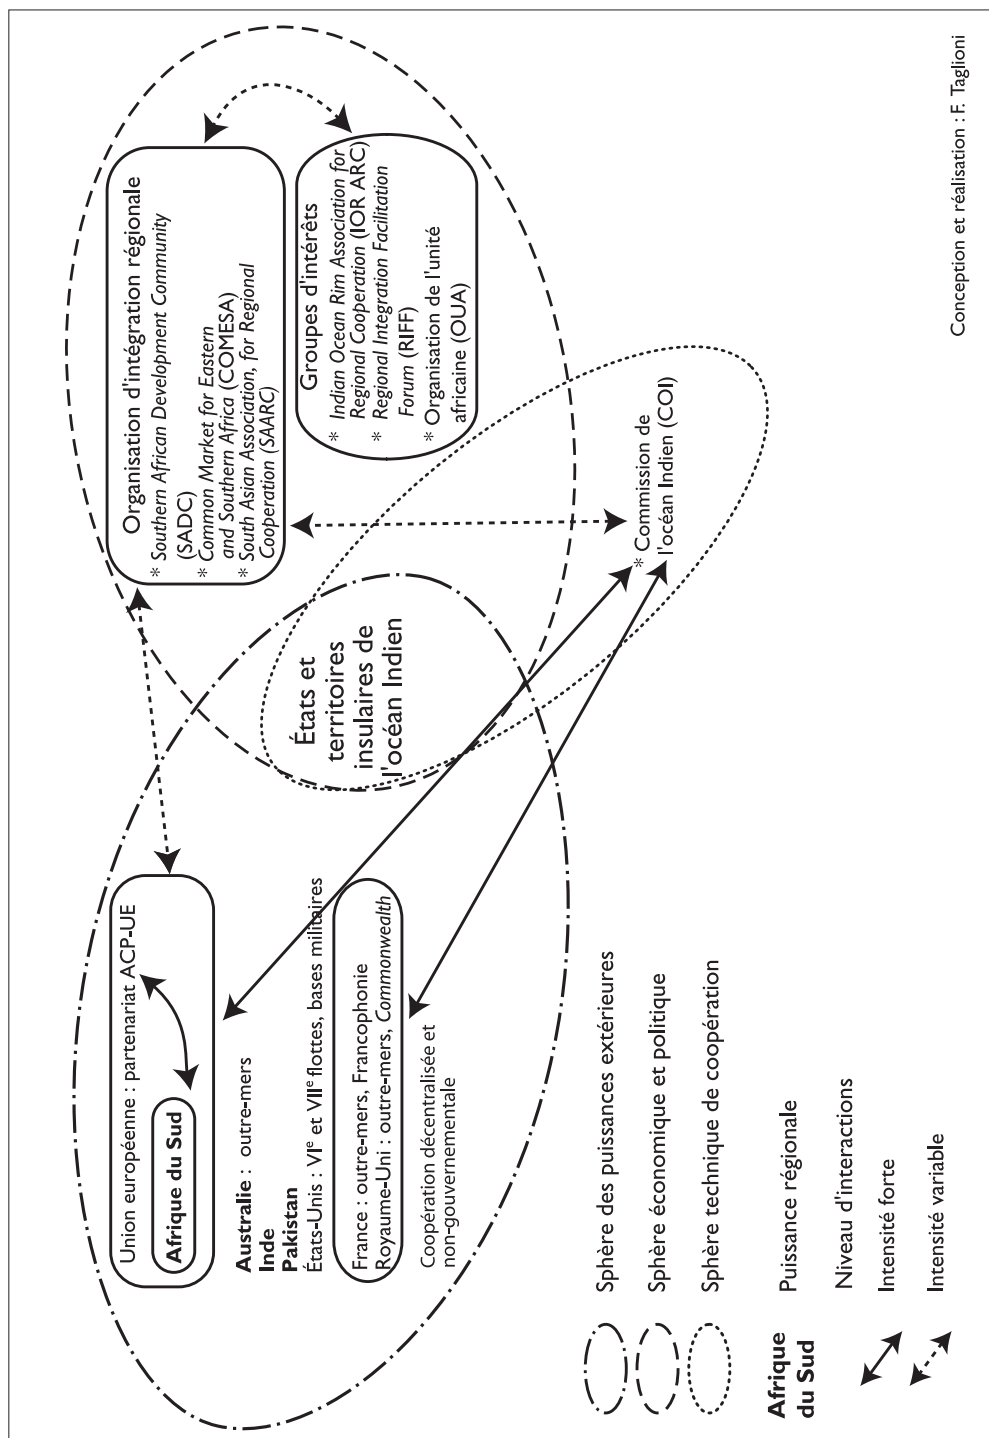 Union européenne : partenariat ACP-UE
Afrique du Sud
Australie : outre-mers
Inde
Pakistan
États-Unis : VIe et VIIe flottes, bases militaires
France : outre-mers, Francophonie
Royaume-Uni : outre-mers, Commonwealth
Coopération décentralisée et
non-gouvernementale
États et
territoires
insulaires de
l'océan Indien
Organisation d'intégration régionale
* Southern African Development Community
(SADC)
* Common Market for Eastern
and Southern Africa (COMESA)
* South Asian Association, for Regional
Cooperation (SAARC)
Groupes d'intérêts
* Indian Ocean Rim Association for
Regional Cooperation (IOR ARC)
* Regional Integration Facilitation
Forum (RIFF)
* Organisation de l'unité
africaine (OUA)
* Commission de
l'océan Indien (COI)
Sphère des puissances extérieures
Sphère économique et politique
Sphère technique de coopération
Afrique
du Sud
Puissance régionale
Niveau d'interactions
Intensité forte
Intensité variable
Conception et réalisation : F. Taglioni